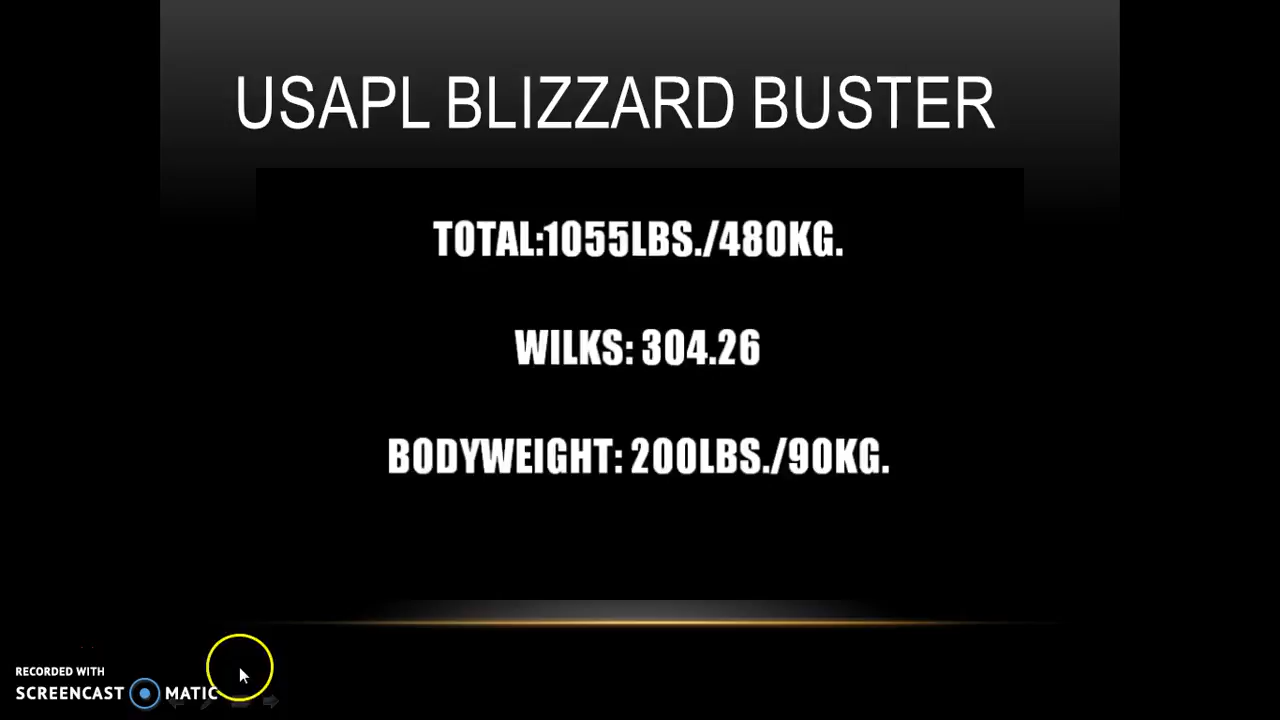 USAPL BLIZZARD BUSTER
TOTAL:1055LBS./480KG.
WILKS: 304.26
BODYWEIGHT: 200LBS./90KG.
RECORDED WITH
SCREENCAST MATIC